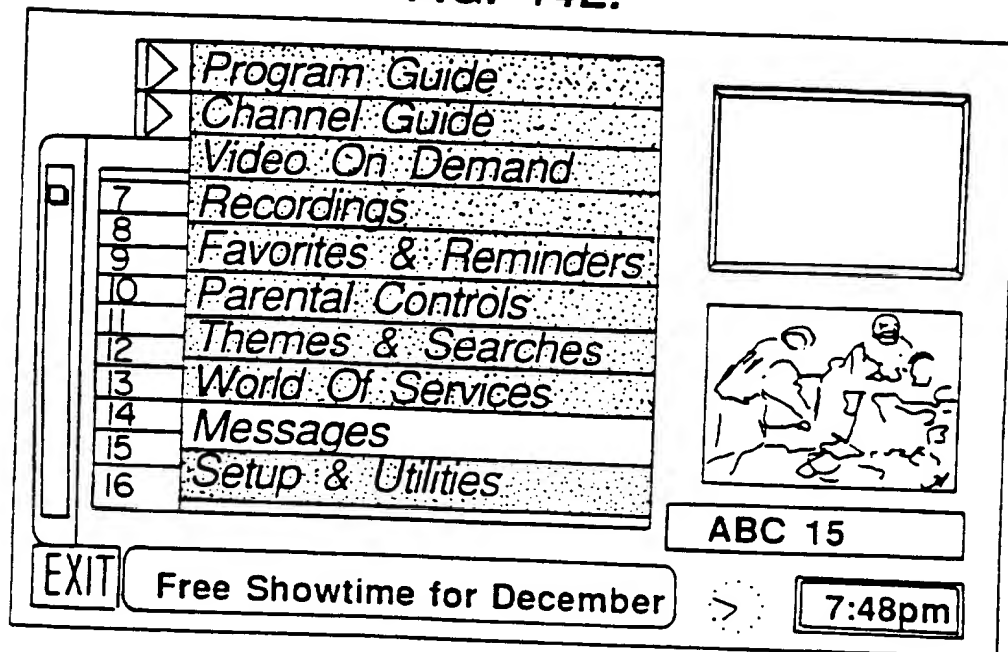 FIG. 14L.
Program Guide
Channel Guide
Video On Demand
7 Recordings
8
9 Favorites & Reminders
10 Parental Controls
11
12 Themes & Searches
13 World Of Services
14 Messages
15
16 Setup & Utilities
ABC 15
EXIT Free Showtime for December 7:48pm